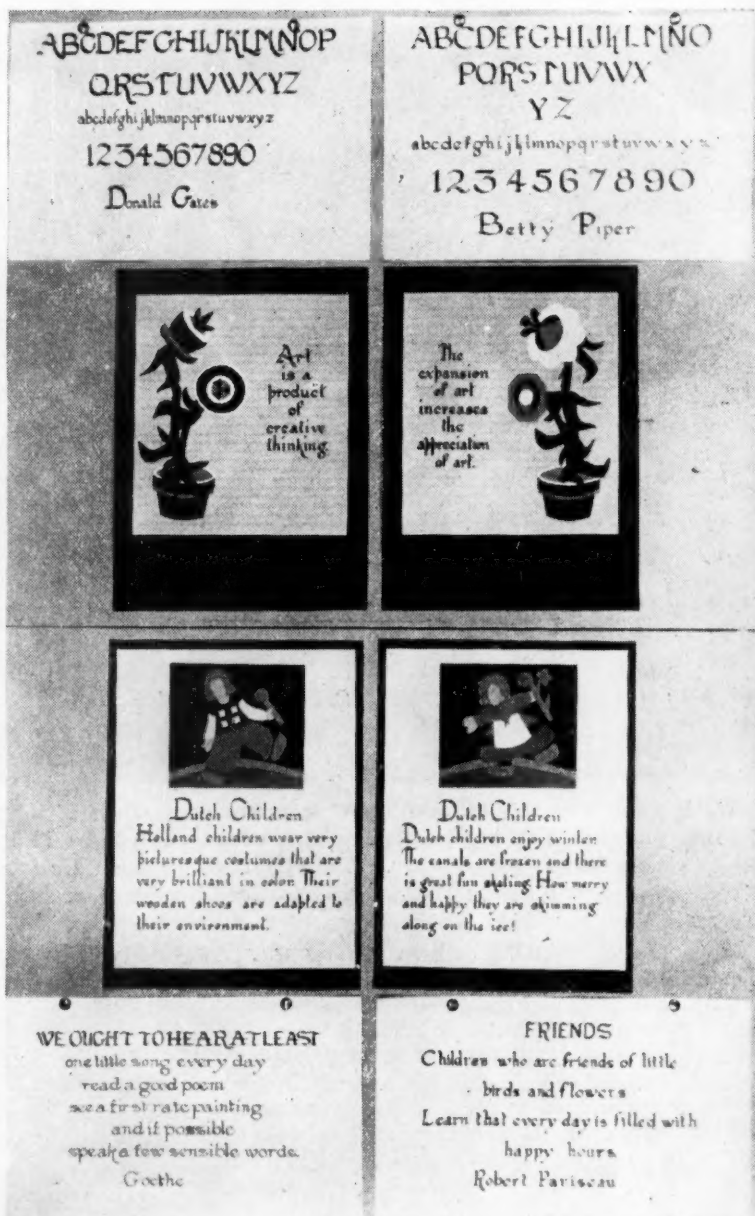 ABCDEFGHIJKLMNOP
QRSTUVWXYZ
abcdefghijklmnopqrstuvwxyz
1234567890
Donald Gates
ABCDEFGHIJKLMNO
PQRSTUVWX
YZ
abcdefghijklmnopqrstuvwxyz
1234567890
Betty Piper
Art
is a
product
of
creative
thinking.
The
expansion
of art
increases
the
appreciation
of art.
Dutch Children
Holland children wear very
picturesque costumes that are
very brilliant in color. Their
wooden shoes are adapted to
their environment.
Dutch Children
Dutch children enjoy winter.
The canals are frozen and there
is great fun skating. How merry
and happy they are skimming
along on the ice!
WE OUGHT TO HEAR AT LEAST
one little song every day
read a good poem
see a first rate painting
and if possible
speak a few sensible words.
Goethe
FRIENDS
Children who are friends of little
birds and flowers
Learn that every day is filled with
happy hours
Robert Pariseau